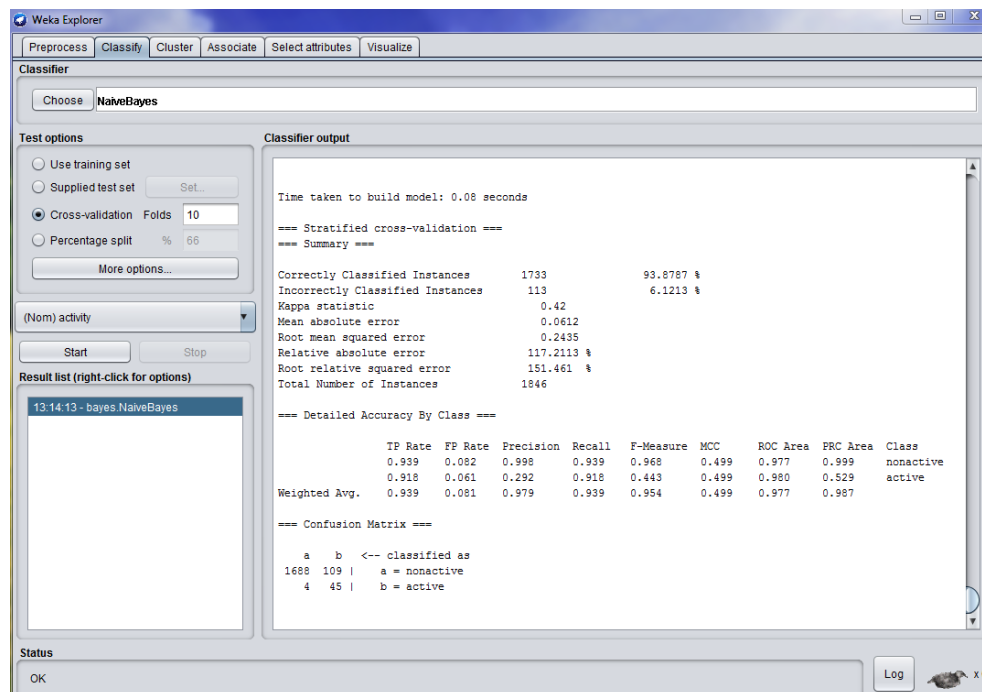 Weka Explorer
Preprocess Classify Cluster Associate Select attributes Visualize
Classifier
Choose NaiveBayes
Test options
Use training set
Supplied test set Set...
Cross-validation Folds 10
Percentage split % 66
More options...
(Nom) activity
Start Stop
Result list (right-click for options)
13:14:13 - bayes.NaiveBayes
Classifier output
Time taken to build model: 0.08 seconds
=== Stratified cross-validation ===
=== Summary ===
Correctly Classified Instances 1733 93.8787 %
Incorrectly Classified Instances 113 6.1213 %
Kappa statistic 0.42
Mean absolute error 0.0612
Root mean squared error 0.2435
Relative absolute error 117.2113 %
Root relative squared error 151.461 %
Total Number of Instances 1846
=== Detailed Accuracy By Class ===
TP Rate FP Rate Precision Recall F-Measure MCC ROC Area PRC Area Class
0.939 0.082 0.998 0.939 0.968 0.499 0.977 0.999 nonactive
0.918 0.061 0.292 0.918 0.443 0.499 0.980 0.529 active
Weighted Avg. 0.939 0.081 0.979 0.939 0.954 0.499 0.977 0.987
=== Confusion Matrix ===
a b <-- classified as
1688 109 | a = nonactive
4 45 | b = active
Status
OK
Log
x